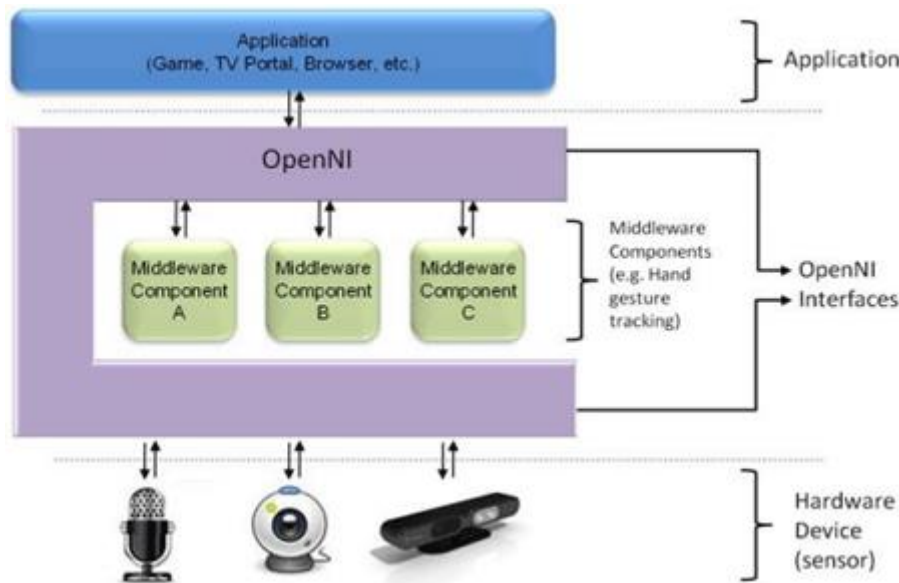 Application
(Game, TV Portal, Browser, etc.)
Application
OpenNI
Middleware
Component
A
Middleware
Component
B
Middleware
Component
C
Middleware
Components
(e.g. Hand
gesture
tracking)
OpenNI
Interfaces
Hardware
Device
(sensor)